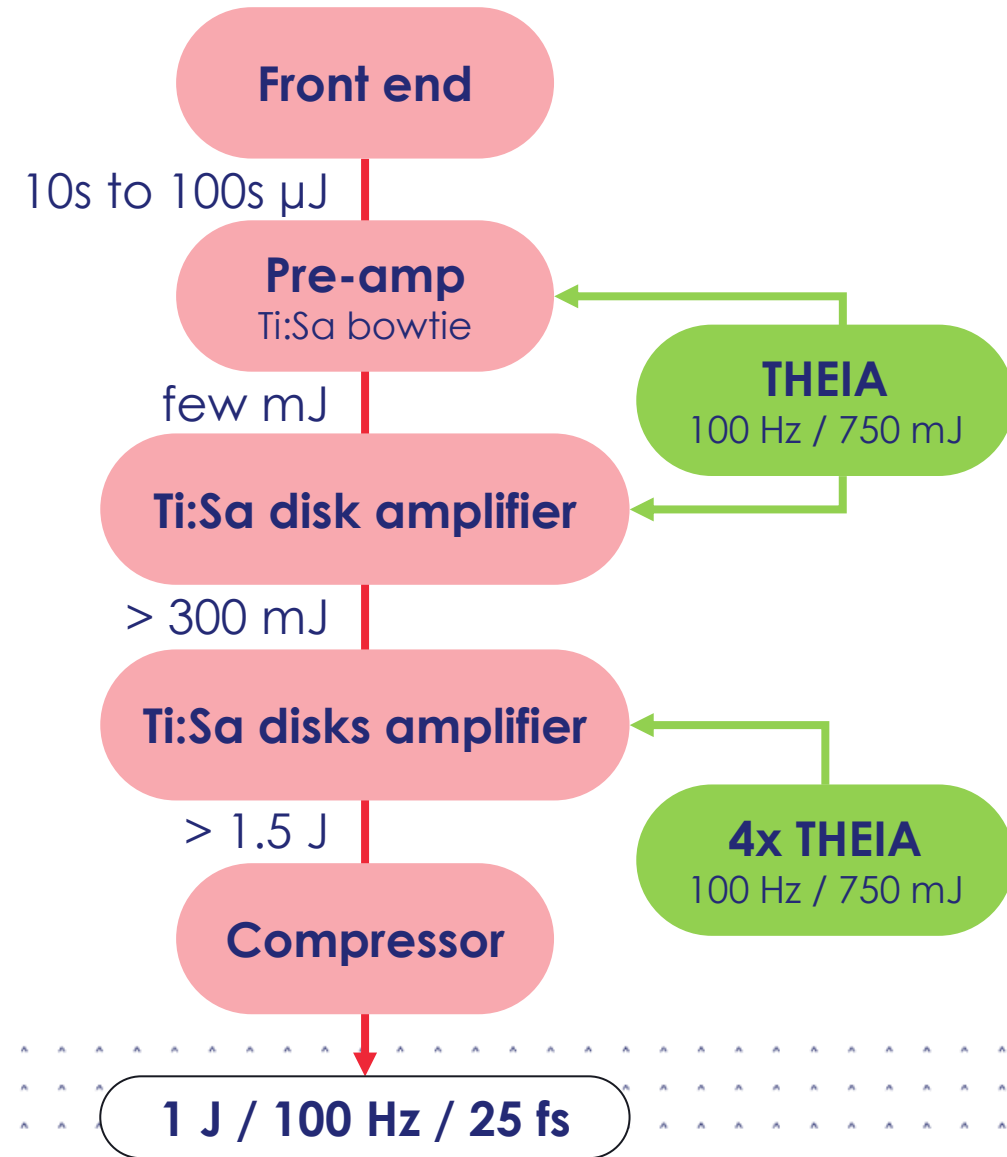 Front end
10s to 100s µJ
Pre-amp
Ti:Sa bowtie
THEIA
100 Hz / 750 mJ
few mJ
Ti:Sa disk amplifier
> 300 mJ
Ti:Sa disks amplifier
> 1.5 J
4x THEIA
100 Hz / 750 mJ
Compressor
1 J / 100 Hz / 25 fs